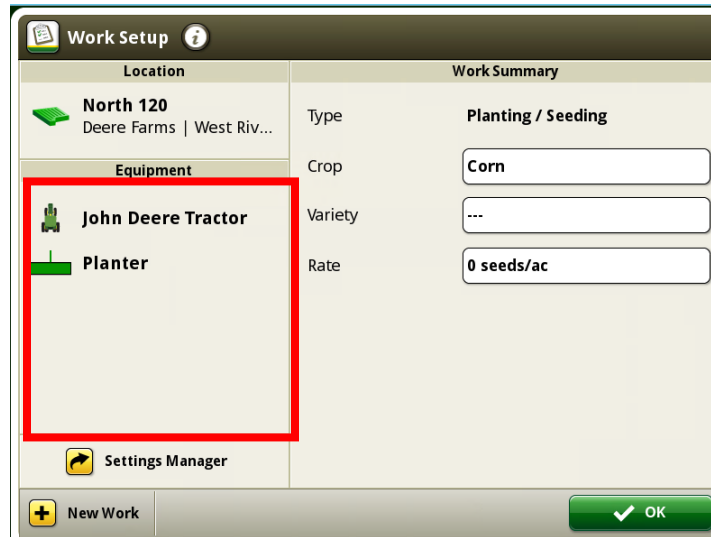 Work Setup i
Location
North 120
Deere Farms | West Riv...
Equipment
John Deere Tractor
Planter
Settings Manager
New Work
Work Summary
Type Planting / Seeding
Crop Corn
Variety ---
Rate 0 seeds/ac
OK